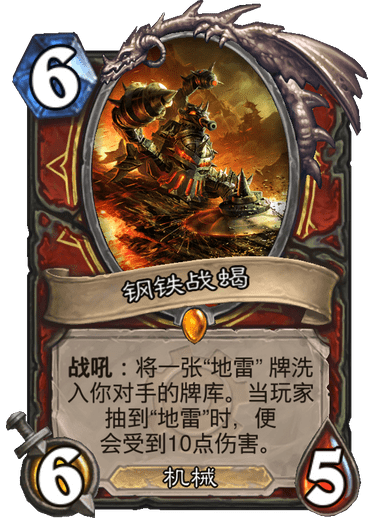 6
钢铁战蝎
战吼：将一张“地雷” 牌洗
入你对手的牌库。当玩家
抽到“地雷”时，便
会受到10点伤害。
6
机械
5